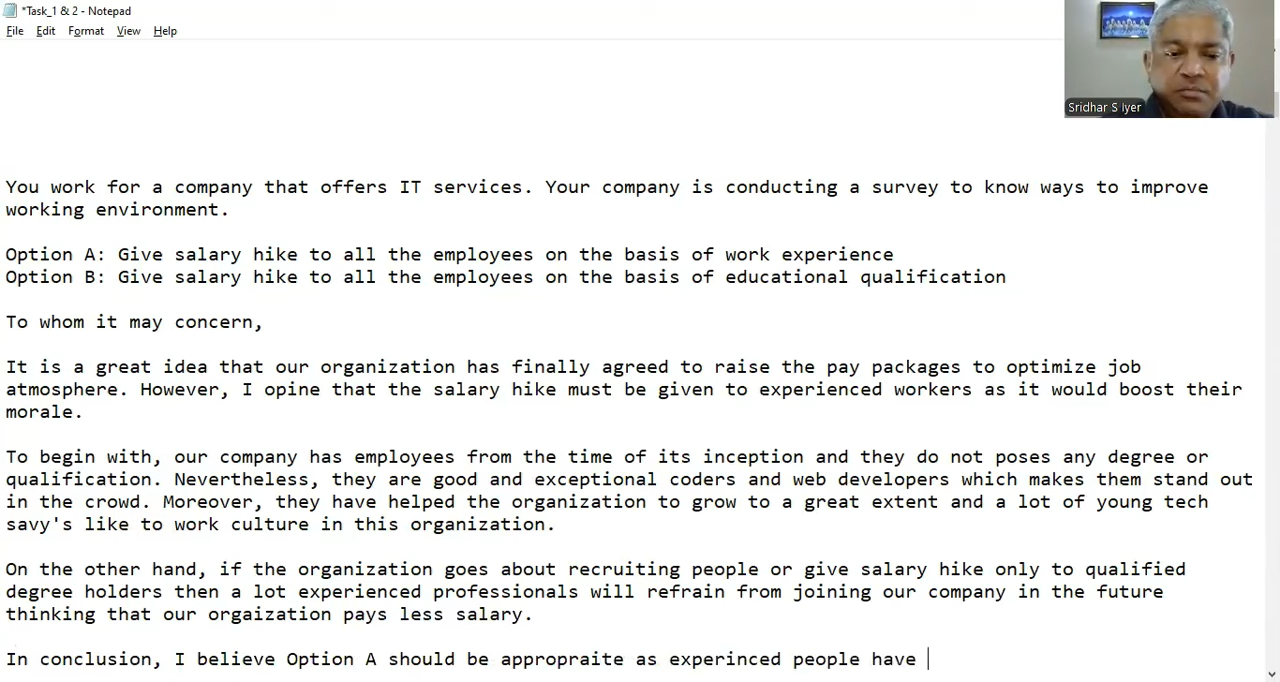 *Task_1 & 2 - Notepad
File Edit Format View Help
Sridhar S Iyer
You work for a company that offers IT services. Your company is conducting a survey to know ways to improve
working environment.
Option A: Give salary hike to all the employees on the basis of work experience
Option B: Give salary hike to all the employees on the basis of educational qualification
To whom it may concern,
It is a great idea that our organization has finally agreed to raise the pay packages to optimize job
atmosphere. However, I opine that the salary hike must be given to experienced workers as it would boost their
morale.
To begin with, our company has employees from the time of its inception and they do not poses any degree or
qualification. Nevertheless, they are good and exceptional coders and web developers which makes them stand out
in the crowd. Moreover, they have helped the organization to grow to a great extent and a lot of young tech
savy's like to work culture in this organization.
On the other hand, if the organization goes about recruiting people or give salary hike only to qualified
degree holders then a lot experienced professionals will refrain from joining our company in the future
thinking that our orgaization pays less salary.
In conclusion, I believe Option A should be appropraite as experinced people have